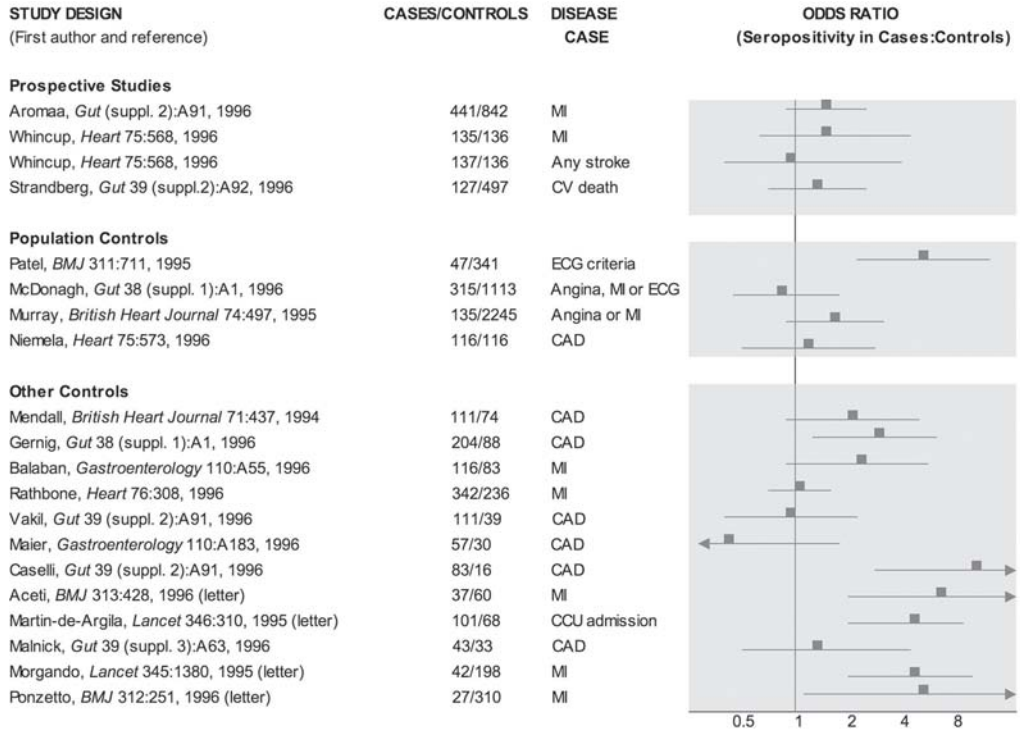 STUDY DESIGN CASES/CONTROLS DISEASE ODDS RATIO
(First author and reference) CASE (Seropositivity in Cases:Controls)
Prospective Studies
Aromaa, Gut (suppl. 2):A91, 1996 441/842 MI
Whincup, Heart 75:568, 1996 135/136 MI
Whincup, Heart 75:568, 1996 137/136 Any stroke
Strandberg, Gut 39 (suppl.2):A92, 1996 127/497 CV death
Population Controls
Patel, BMJ 311:711, 1995 47/341 ECG criteria
McDonagh, Gut 38 (suppl. 1):A1, 1996 315/1113 Angina, MI or ECG
Murray, British Heart Journal 74:497, 1995 135/2245 Angina or MI
Niemela, Heart 75:573, 1996 116/116 CAD
Other Controls
Mendall, British Heart Journal 71:437, 1994 111/74 CAD
Gernig, Gut 38 (suppl. 1):A1, 1996 204/88 CAD
Balaban, Gastroenterology 110:A55, 1996 116/83 MI
Rathbone, Heart 76:308, 1996 342/236 MI
Vakil, Gut 39 (suppl. 2):A91, 1996 111/39 CAD
Maier, Gastroenterology 110:A183, 1996 57/30 CAD
Caselli, Gut 39 (suppl. 2):A91, 1996 83/16 CAD
Aceti, BMJ 313:428, 1996 (letter) 37/60 MI
Martin-de-Argila, Lancet 346:310, 1995 (letter) 101/68 CCU admission
Malnick, Gut 39 (suppl. 3):A63, 1996 43/33 CAD
Morgando, Lancet 345:1380, 1995 (letter) 42/198 MI
Ponzetto, BMJ 312:251, 1996 (letter) 27/310 MI
0.5 1 2 4 8